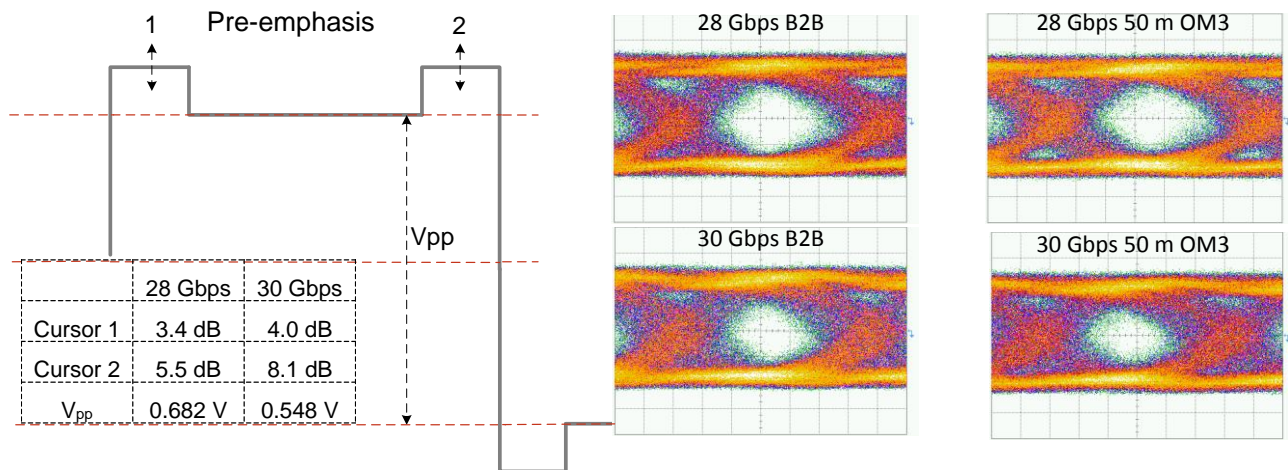 1 Pre-emphasis 2
Vpp
28 Gbps 30 Gbps
Cursor 1 3.4 dB 4.0 dB
Cursor 2 5.5 dB 8.1 dB
Vpp 0.682 V 0.548 V
28 Gbps B2B
28 Gbps 50 m OM3
30 Gbps B2B
30 Gbps 50 m OM3